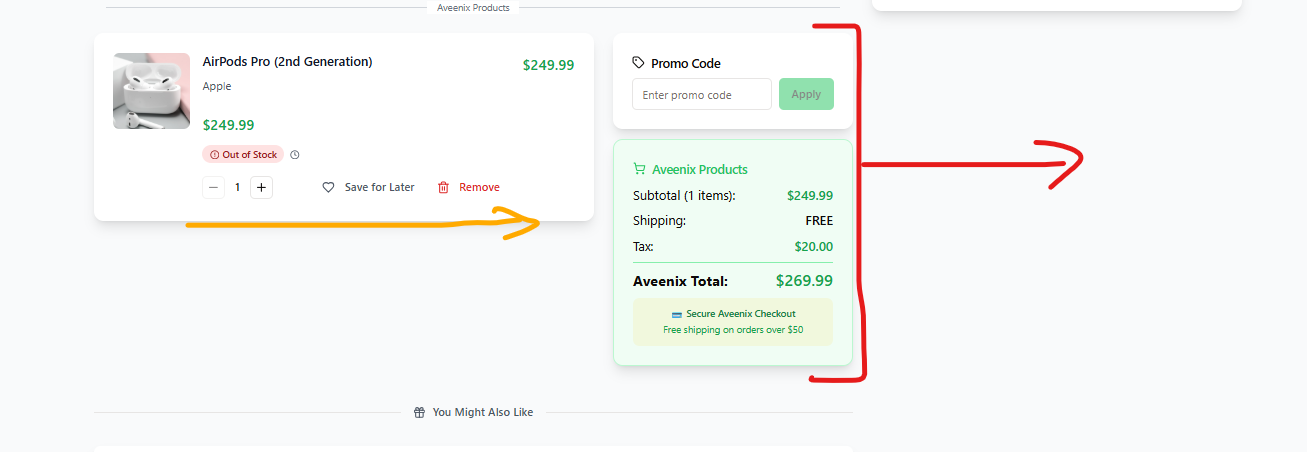 Aveenix Products
AirPods Pro (2nd Generation)
$249.99
Apple
$249.99
Out of Stock
1
Save for Later
Remove
Promo Code
Enter promo code
Apply
Aveenix Products
Subtotal (1 items):
$249.99
Shipping:
FREE
Tax:
$20.00
Aveenix Total:
$269.99
Secure Aveenix Checkout
Free shipping on orders over $50
You Might Also Like